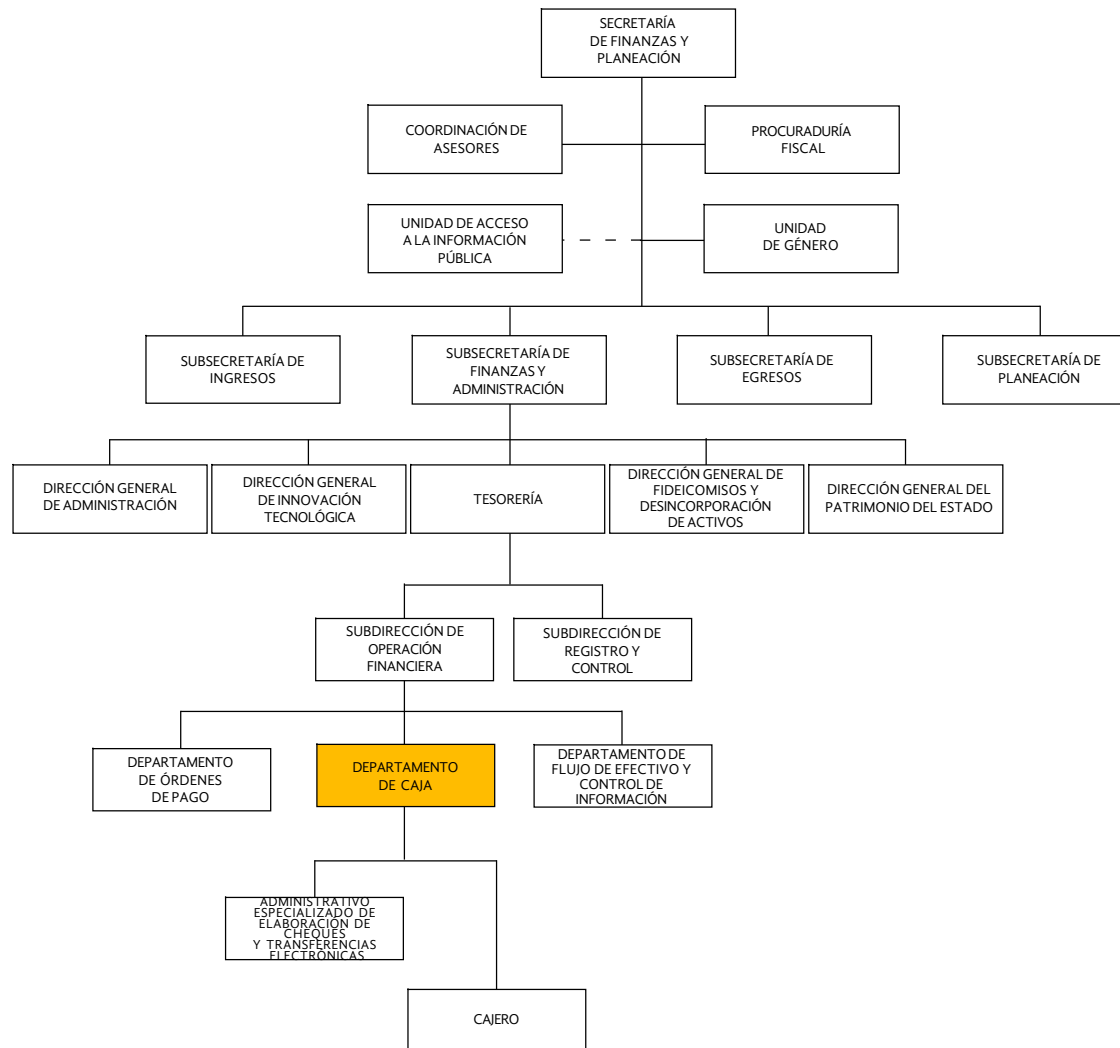 SECRETARÍA
DE FINANZAS Y
PLANEACIÓN
COORDINACIÓN DE
ASESORES
PROCURADURÍA
FISCAL
UNIDAD DE ACCESO
A LA INFORMACIÓN
PÚBLICA
UNIDAD
DE GÉNERO
SUBSECRETARÍA DE
INGRESOS
SUBSECRETARÍA DE
FINANZAS Y
ADMINISTRACIÓN
SUBSECRETARÍA DE
EGRESOS
SUBSECRETARÍA DE
PLANEACIÓN
DIRECCIÓN GENERAL
DE ADMINISTRACIÓN
DIRECCIÓN GENERAL
DE INNOVACIÓN
TECNOLÓGICA
TESORERÍA
DIRECCIÓN GENERAL DE
FIDEICOMISOS Y
DESINCORPORACIÓN
DE ACTIVOS
DIRECCIÓN GENERAL DEL
PATRIMONIO DEL ESTADO
SUBDIRECCIÓN DE
OPERACIÓN
FINANCIERA
SUBDIRECCIÓN DE
REGISTRO Y
CONTROL
DEPARTAMENTO
DE ÓRDENES
DE PAGO
DEPARTAMENTO
DE CAJA
DEPARTAMENTO DE
FLUJO DE EFECTIVO Y
CONTROL DE
INFORMACIÓN
ADMINISTRATIVO
ESPECIALIZADO DE
ELABORACIÓN DE
CHEQUES
Y TRANSFERENCIAS
ELECTRÓNICAS
CAJERO